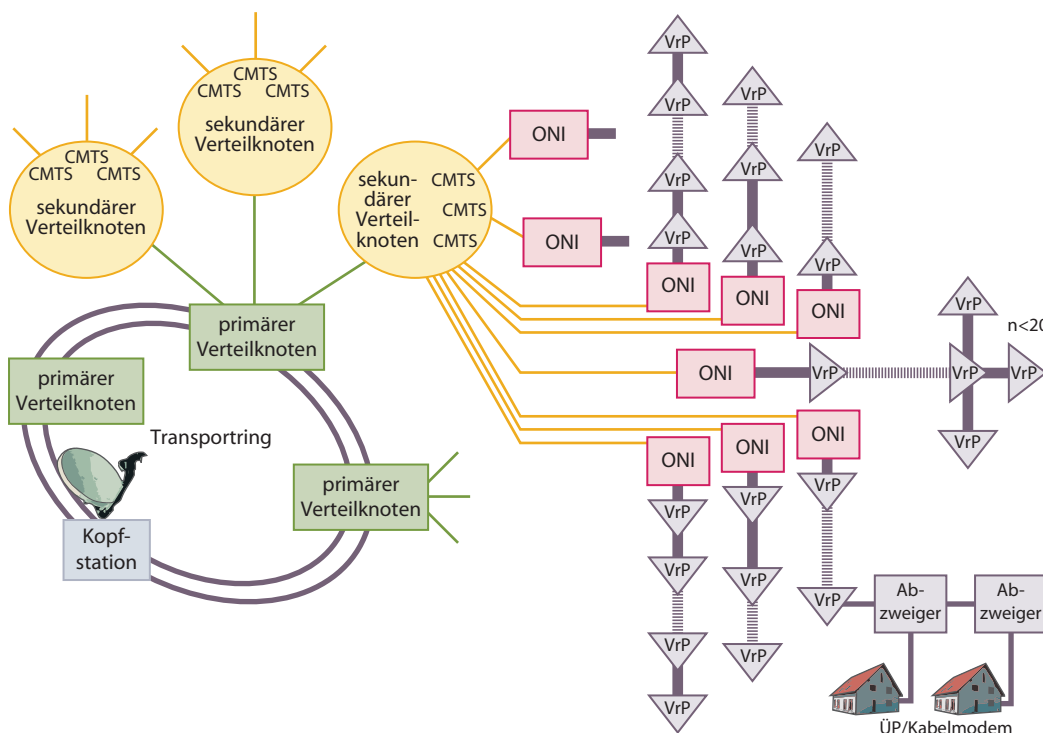 CMTS
CMTS
CMTS
sekundärer
Verteilknoten
CMTS
CMTS
CMTS
sekundärer
Verteilknoten
sekun-
därer
Verteil-
knoten
CMTS
CMTS
CMTS
primärer
Verteilknoten
primärer
Verteilknoten
Transportring
primärer
Verteilknoten
Kopf-
station
ONI
ONI
VrP
VrP
VrP
VrP
ONI
VrP
VrP
VrP
ONI
VrP
VrP
ONI
ONI
VrP
VrP
VrP
VrP
VrP
n<20
ONI
VrP
VrP
VrP
VrP
ONI
VrP
VrP
VrP
ONI
VrP
VrP
Ab-
zweiger
Ab-
zweiger
ÜP/Kabelmodem